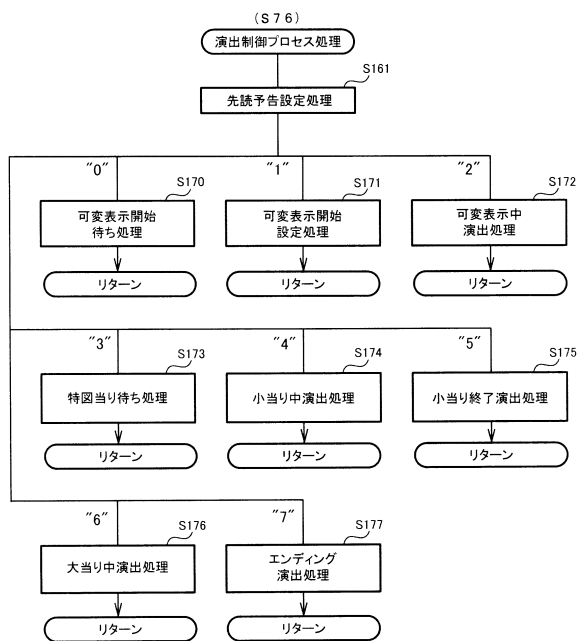 (S76)
演出制御プロセス処理
S161
先読予告設定処理
"0"
"1"
"2"
S170
S171
S172
可変表示開始
待ち処理
可変表示開始
設定処理
可変表示中
演出処理
リターン
リターン
リターン
"3"
"4"
"5"
S173
S174
S175
特図当り待ち処理
小当り中演出処理
小当り終了演出処理
リターン
リターン
リターン
"6"
"7"
S176
S177
大当り中演出処理
エンディング
演出処理
リターン
リターン